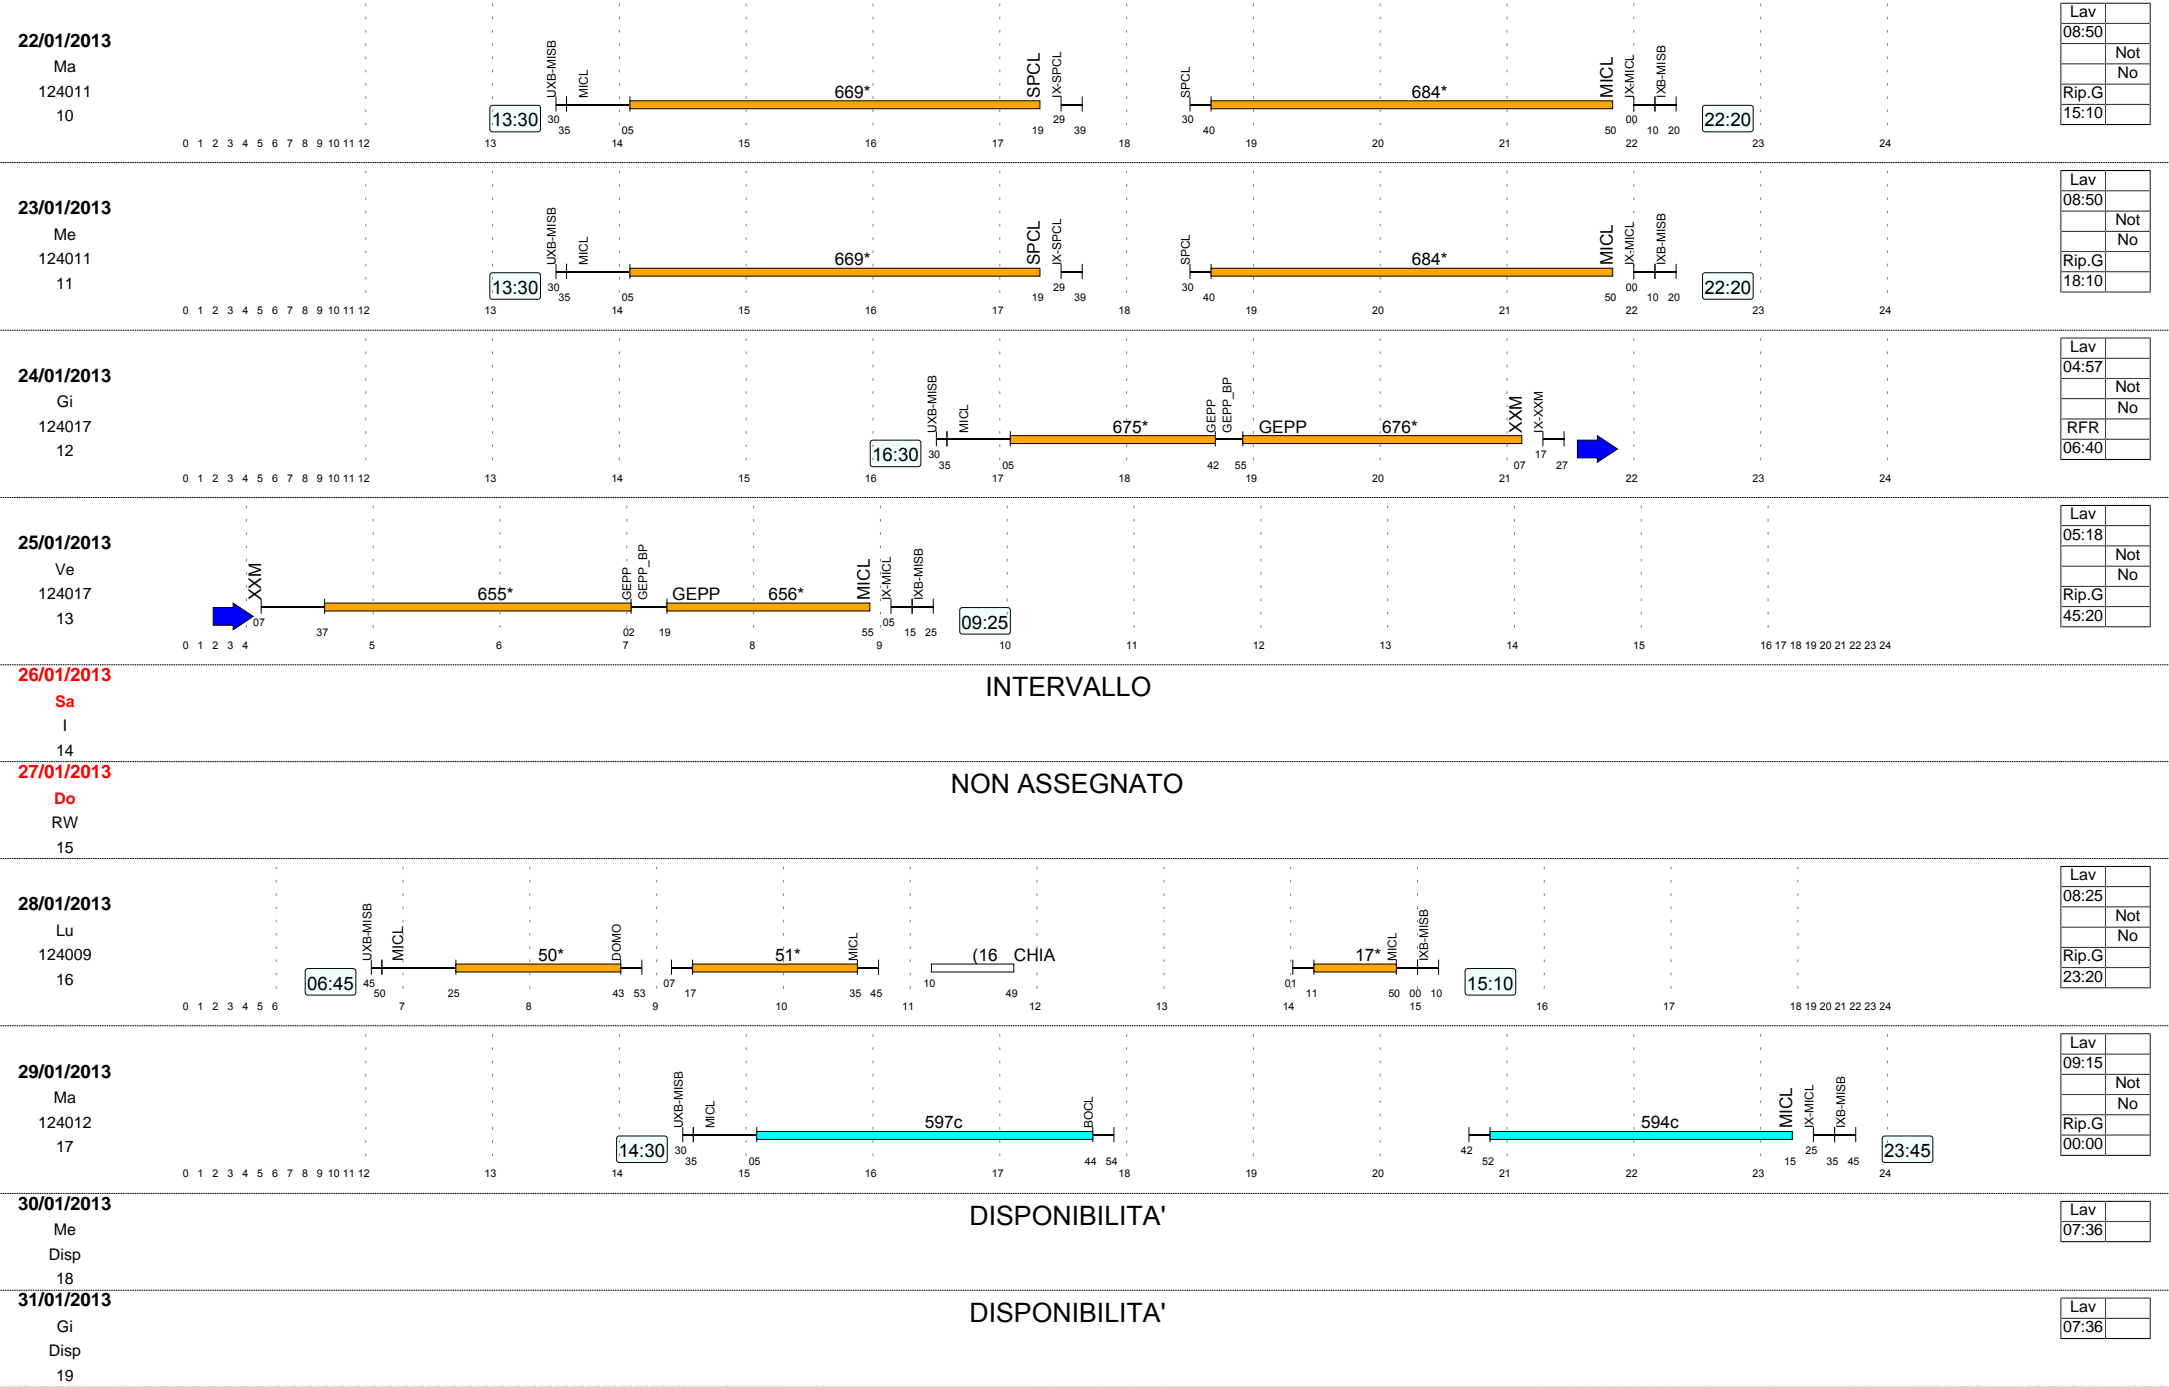 22/01/2013
Ma
124011
10
13:30
UXB-MISB
MICL
669*
SPCL
IX-SPCL
SPCL
684*
MICL
IX-MICL
IXB-MISB
22:20
30 35 05 19 29 39 30 40 50 00 10 20
0 1 2 3 4 5 6 7 8 9 10 11 12 13 14 15 16 17 18 19 20 21 22 23 24
Lav
08:50
Not
No
Rip.G
15:10
23/01/2013
Me
124011
11
13:30
UXB-MISB
MICL
669*
SPCL
IX-SPCL
SPCL
684*
MICL
IX-MICL
IXB-MISB
22:20
30 35 05 19 29 39 30 40 50 00 10 20
0 1 2 3 4 5 6 7 8 9 10 11 12 13 14 15 16 17 18 19 20 21 22 23 24
Lav
08:50
Not
No
Rip.G
18:10
24/01/2013
Gi
124017
12
16:30
UXB-MISB
MICL
675*
GEPP
GEPP_BP
GEPP
676*
XXM
IX-XXM
30 35 05 42 55 07 17 27
0 1 2 3 4 5 6 7 8 9 10 11 12 13 14 15 16 17 18 19 20 21 22 23 24
Lav
04:57
Not
No
RFR
06:40
25/01/2013
Ve
124017
13
XXM
655*
GEPP
GEPP_BP
GEPP
656*
MICL
IX-MICL
IXB-MISB
09:25
07 37 02 19 55 05 15 25
0 1 2 3 4 5 6 7 8 9 10 11 12 13 14 15 16 17 18 19 20 21 22 23 24
Lav
05:18
Not
No
Rip.G
45:20
26/01/2013
Sa
I
14
INTERVALLO
27/01/2013
Do
RW
15
NON ASSEGNATO
28/01/2013
Lu
124009
16
06:45
UXB-MISB
MICL
50*
DOMO
51*
MICL
(16 CHIA
17*
MICL
IXB-MISB
15:10
45 50 25 43 53 07 17 35 45 10 49 01 11 50 00 10
0 1 2 3 4 5 6 7 8 9 10 11 12 13 14 15 16 17 18 19 20 21 22 23 24
Lav
08:25
Not
No
Rip.G
23:20
29/01/2013
Ma
124012
17
14:30
UXB-MISB
MICL
597c
BOCL
594c
MICL
IX-MICL
IXB-MISB
23:45
30 35 05 44 54 42 52 15 25 35 45
0 1 2 3 4 5 6 7 8 9 10 11 12 13 14 15 16 17 18 19 20 21 22 23 24
Lav
09:15
Not
No
Rip.G
00:00
30/01/2013
Me
Disp
18
DISPONIBILITA'
Lav
07:36
31/01/2013
Gi
Disp
19
DISPONIBILITA'
Lav
07:36